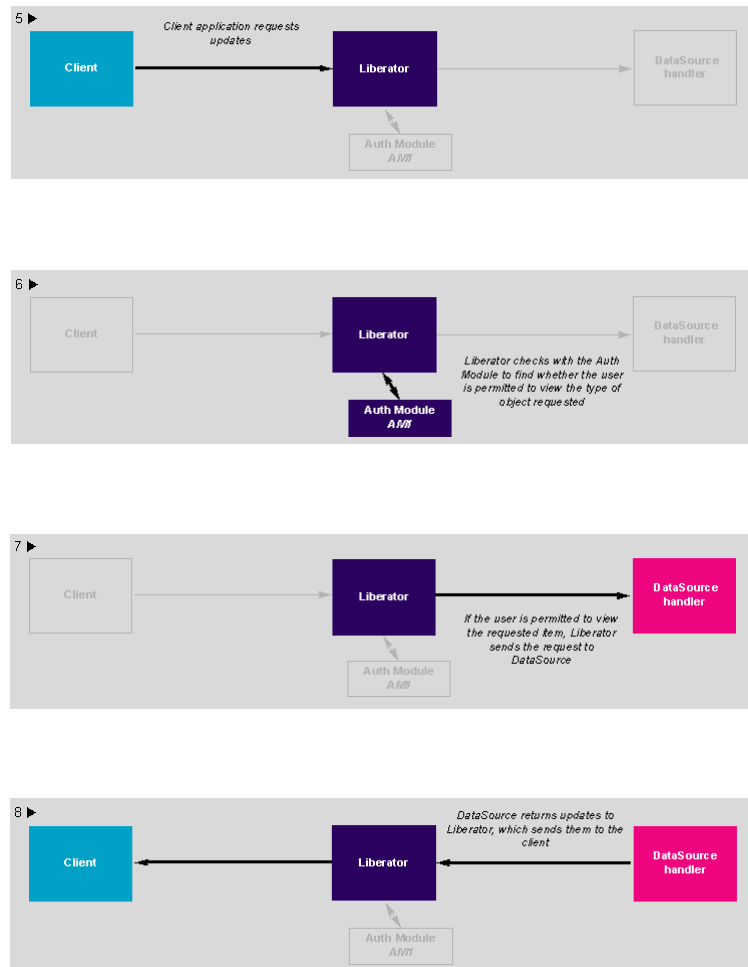 5
Client application requests
updates
Client
Liberator
DataSource
handler
Auth Module
6
Client
Liberator
DataSource
handler
Liberator checks with the Auth
Module to find whether the user
is permitted to view the type of
object requested
Auth Module
7
Client
Liberator
DataSource
handler
If the user is permitted to view
the requested item, Liberator
sends the request to
DataSource
Auth Module
8
DataSource returns updates to
Liberator, which sends them to the
client
Client
Liberator
DataSource
handler
Auth Module